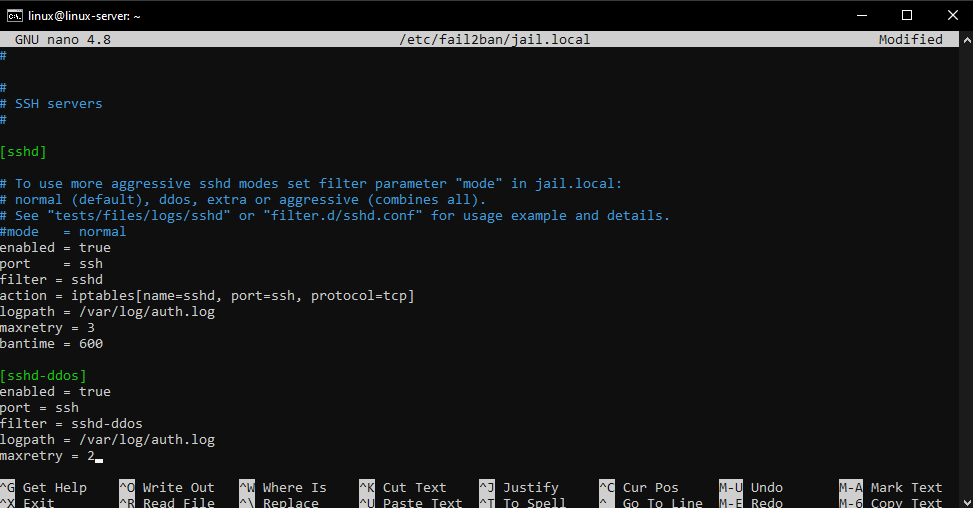 linux@linux-server: ~
GNU nano 4.8 /etc/fail2ban/jail.local Modified
#
#
# SSH servers
#
[sshd]
# To use more aggressive sshd modes set filter parameter "mode" in jail.local:
# normal (default), ddos, extra or aggressive (combines all).
# See "tests/files/logs/sshd" or "filter.d/sshd.conf" for usage example and details.
#mode   = normal
enabled = true
port    = ssh
filter = sshd
action = iptables[name=sshd, port=ssh, protocol=tcp]
logpath = /var/log/auth.log
maxretry = 3
bantime = 600
[sshd-ddos]
enabled = true
port = ssh
filter = sshd-ddos
logpath = /var/log/auth.log
maxretry = 2
^G Get Help ^O Write Out ^W Where Is ^K Cut Text ^J Justify ^C Cur Pos M-U Undo M-A Mark Text
^X Exit ^R Read File ^\ Replace ^U Paste Text ^T To Spell ^_ Go To Line M-E Redo M-6 Copy Text